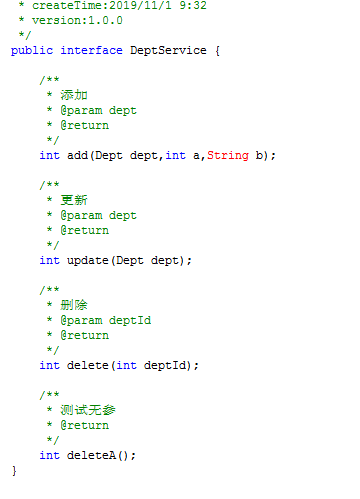 * createTime:2019/11/1 9:32
* version:1.0.0
*/
public interface DeptService {
/**
* 添加
* @param dept
* @return
*/
int add(Dept dept,int a,String b);
/**
* 更新
* @param dept
* @return
*/
int update(Dept dept);
/**
* 删除
* @param deptId
* @return
*/
int delete(int deptId);
/**
* 测试无参
* @return
*/
int deleteA();
}